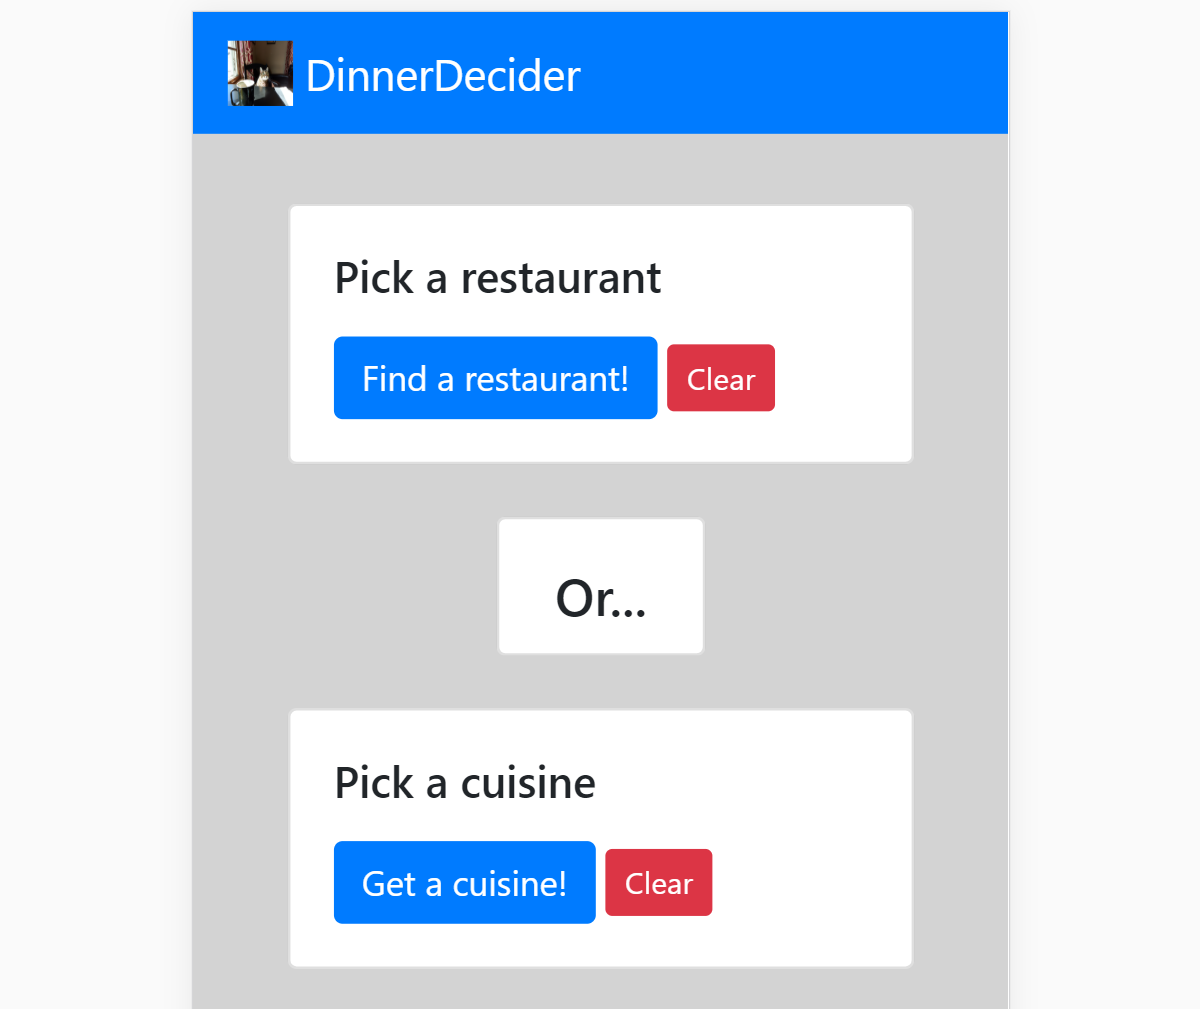 DinnerDecider
Pick a restaurant
Find a restaurant! Clear
Or...
Pick a cuisine
Get a cuisine! Clear